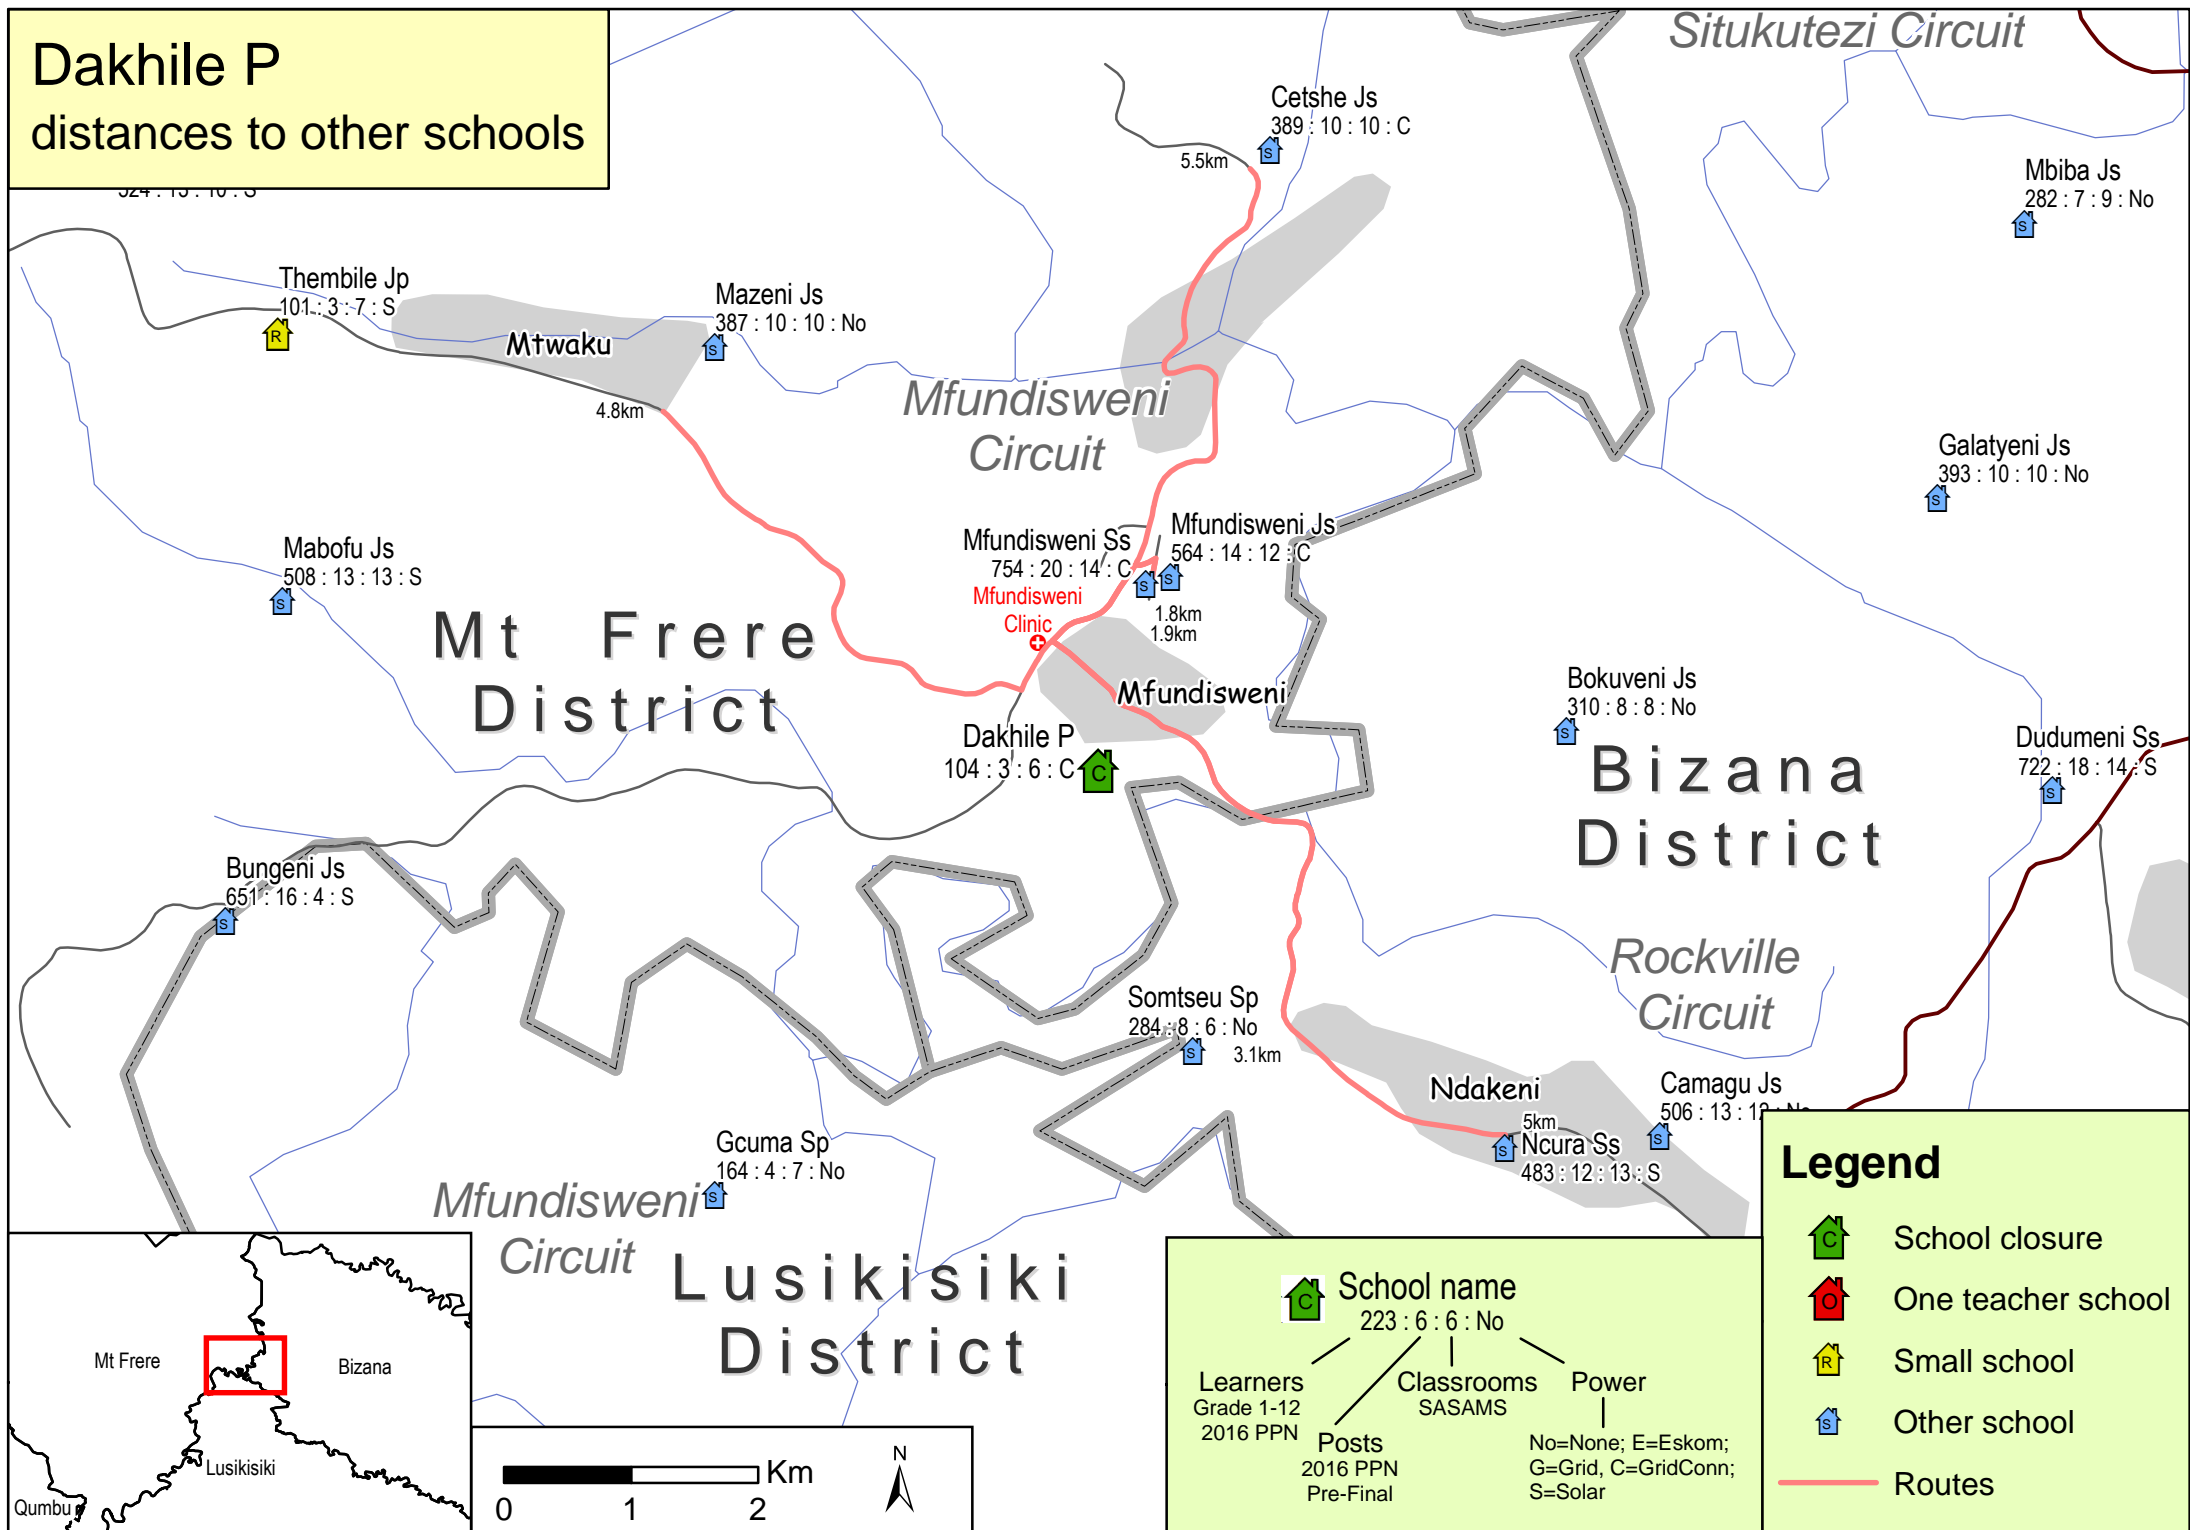 Dakhile P
distances to other schools
Situkutezi Circuit
Cetshe Js
389 : 10 : 10 : C
5.5km
Mbiba Js
282 : 7 : 9 : No
Thembile Jp
101 : 3 : 7 : S
R
Mtwaku
Mazeni Js
387 : 10 : 10 : No
4.8km
Mfundisweni
Circuit
Galatyeni Js
393 : 10 : 10 : No
Mabofu Js
508 : 13 : 13 : S
Mfundisweni Ss
754 : 20 : 14 : C
Mfundisweni Js
564 : 14 : 12 : C
Mfundisweni
Clinic
1.8km
1.9km
Mt Frere
District
Mfundisweni
Bokuveni Js
310 : 8 : 8 : No
Dakhile P
104 : 3 : 6 : C
C
Bizana
District
Dudumeni Ss
722 : 18 : 14 : S
Bungeni Js
651 : 16 : 4 : S
Rockville
Circuit
Somtseu Sp
284 : 8 : 6 : No
3.1km
Ndakeni
Camagu Js
506 : 13 : 12 :
5km
Ncura Ss
483 : 12 : 13 : S
Gcuma Sp
164 : 4 : 7 : No
Mfundisweni
Circuit
Lusikisiki
District
Mt Frere
Bizana
Lusikisiki
Qumbu
Km
0 1 2
N
C School name
223 : 6 : 6 : No
Learners
Grade 1-12
2016 PPN
Posts
2016 PPN
Pre-Final
Classrooms
SASAMS
Power
No=None; E=Eskom;
G=Grid, C=GridConn;
S=Solar
Legend
C School closure
O One teacher school
R Small school
S Other school
Routes